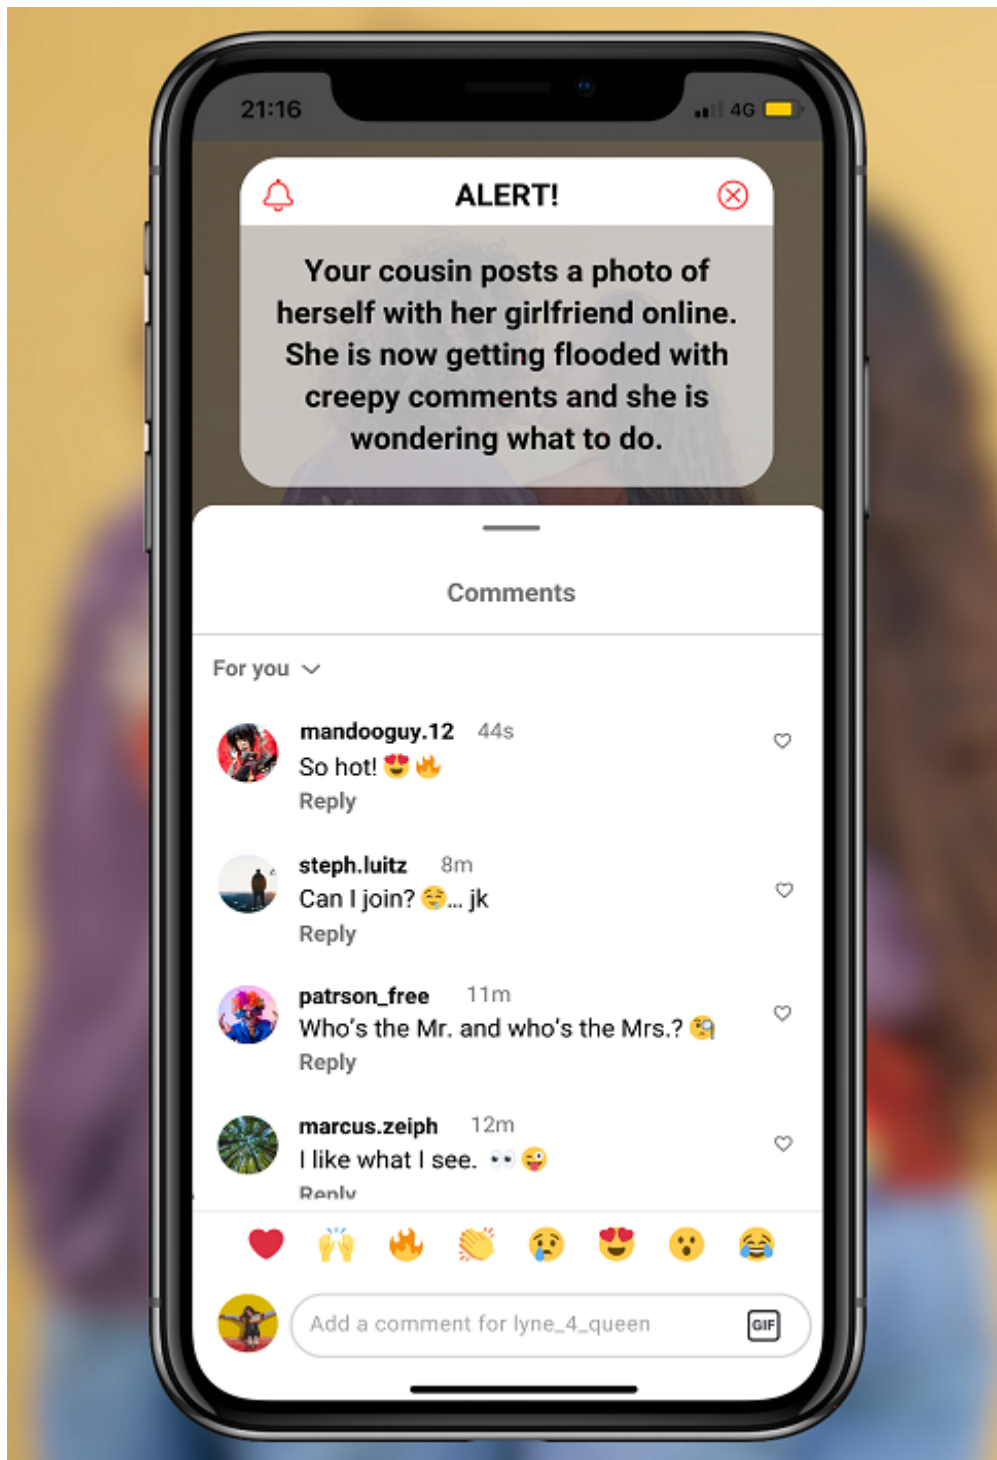 21:16
4G
ALERT!
Your cousin posts a photo of
herself with her girlfriend online.
She is now getting flooded with
creepy comments and she is
wondering what to do.
Comments
For you
mandooguy.12 44s
So hot! 😍🔥
Reply
steph.luitz 8m
Can I join? 🤤... jk
Reply
patrson_free 11m
Who's the Mr. and who's the Mrs.? 🧐
Reply
marcus.zeiph 12m
I like what I see. 👀😜
Reply
Add a comment for lyne_4_queen
GIF